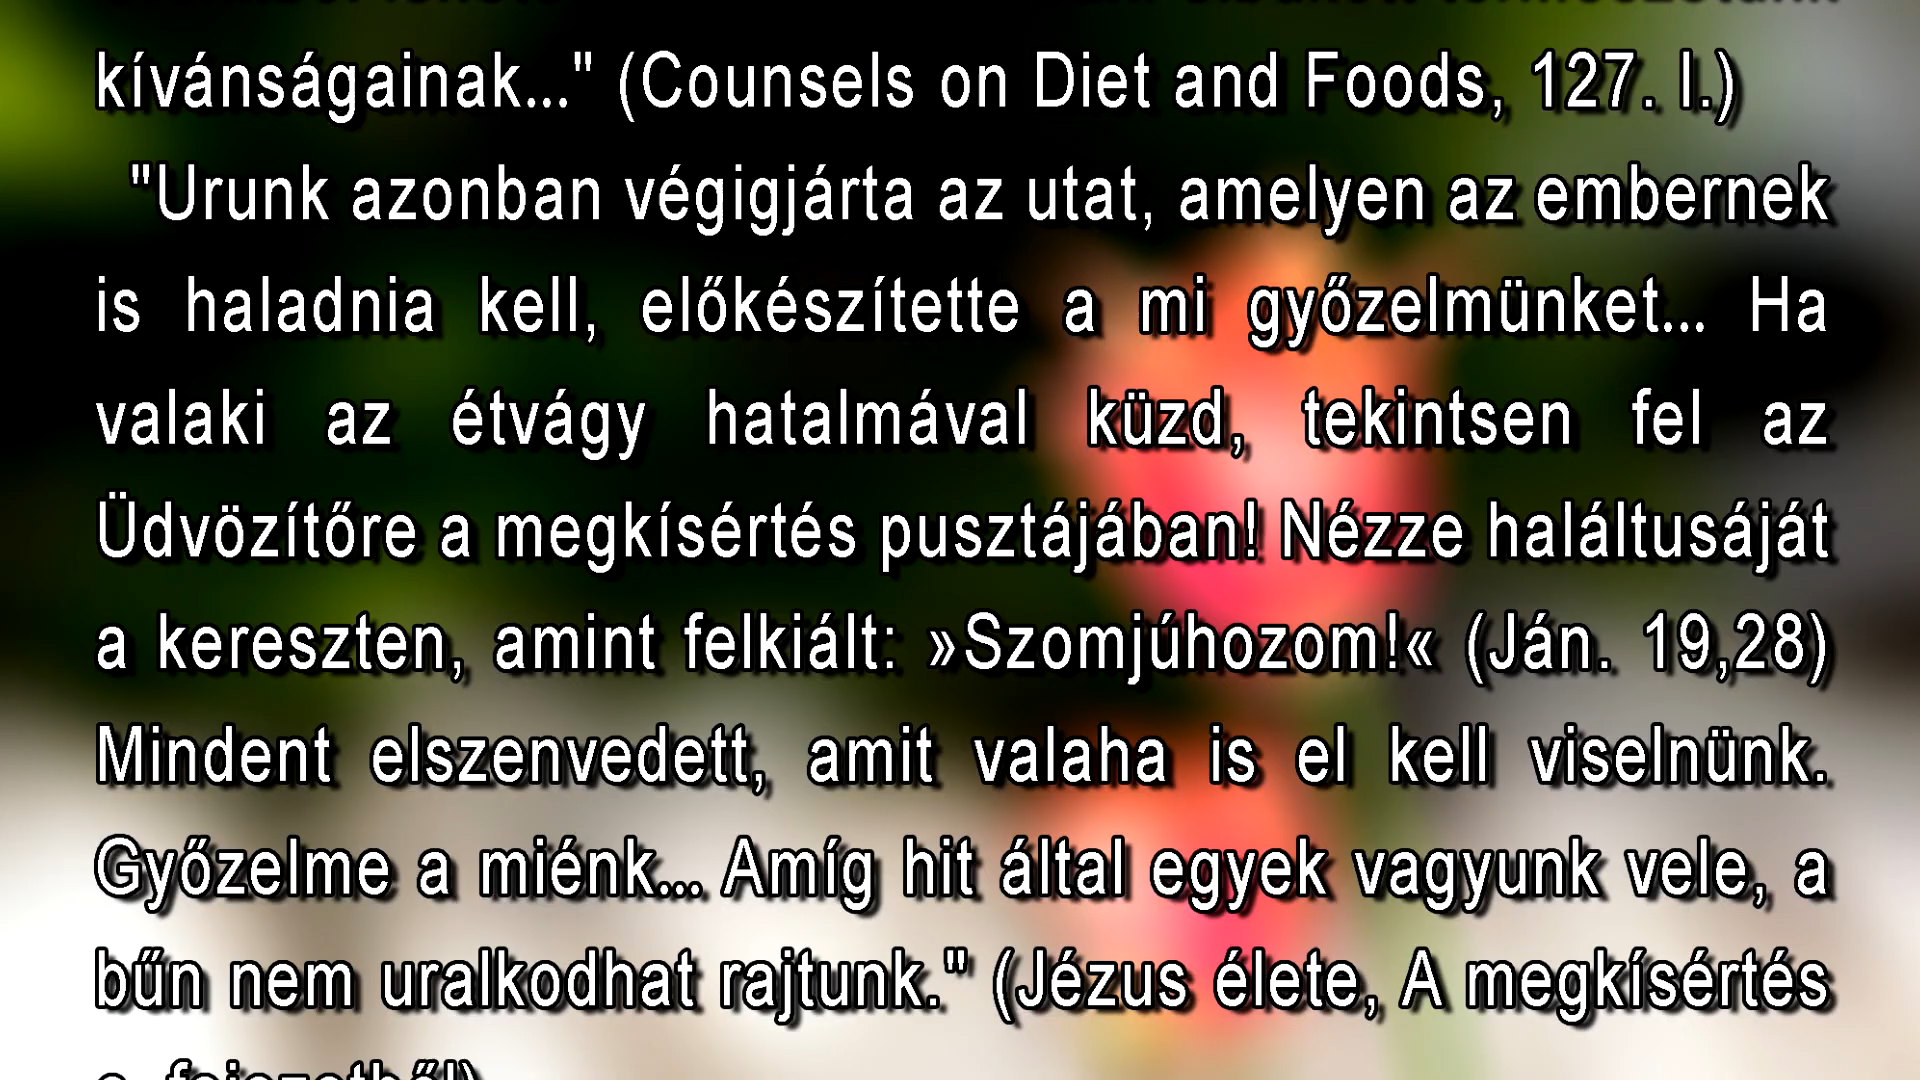 kívánságainak..." (Counsels on Diet and Foods, 127. l.)
"Urunk azonban végigjárta az utat, amelyen az embernek
is haladnia kell, előkészítette a mi győzelmünket... Ha
valaki az étvágy hatalmával küzd, tekintsen fel az
Üdvözítőre a megkísértés pusztájában! Nézze haláltusáját
a kereszten, amint felkiált: »Szomjúhozom!« (Ján. 19,28)
Mindent elszenvedett, amit valaha is el kell viselnünk.
Győzelme a miénk... Amíg hit által egyek vagyunk vele, a
bűn nem uralkodhat rajtunk." (Jézus élete, A megkísértés